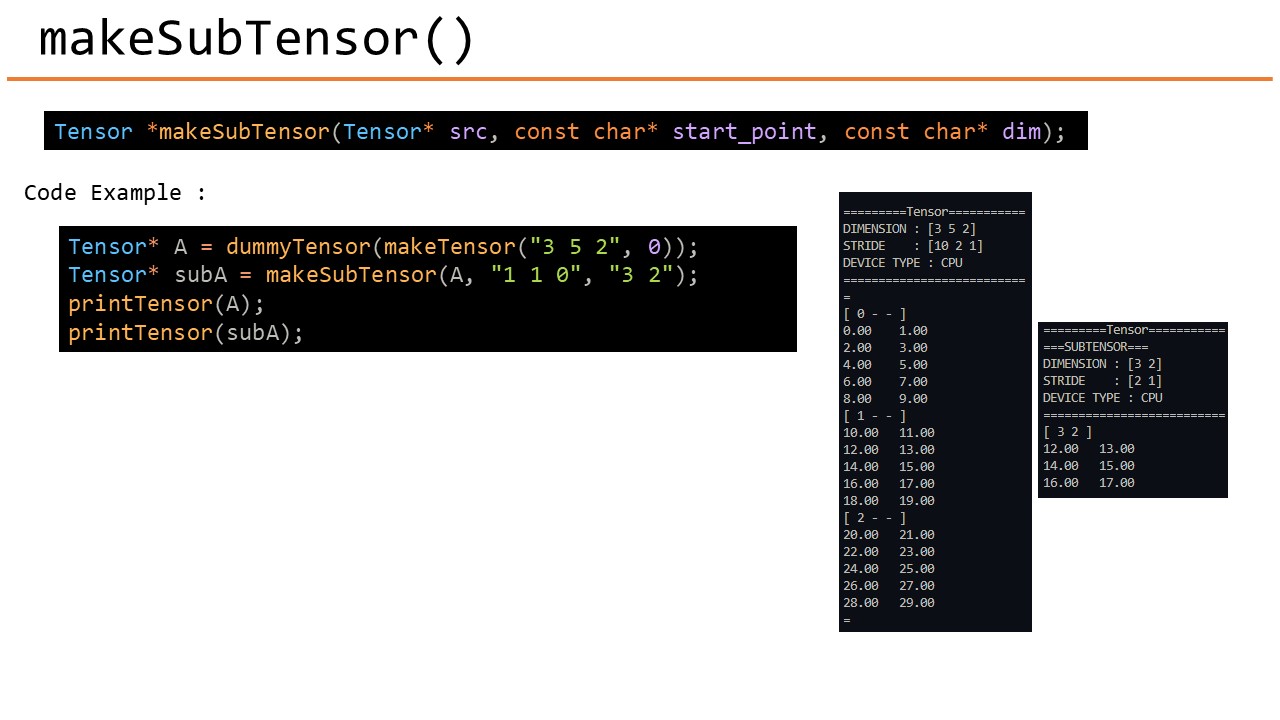 makeSubTensor()
Tensor *makeSubTensor(Tensor* src, const char* start_point, const char* dim);
Code Example :
Tensor* A = dummyTensor(makeTensor("3 5 2", 0));
Tensor* subA = makeSubTensor(A, "1 1 0", "3 2");
printTensor(A);
printTensor(subA);
=========Tensor===========
DIMENSION : [3 5 2]
STRIDE    : [10 2 1]
DEVICE TYPE : CPU
==========================
=
[ 0 - - ]
0.00    1.00
2.00    3.00
4.00    5.00
6.00    7.00
8.00    9.00
[ 1 - - ]
10.00   11.00
12.00   13.00
14.00   15.00
16.00   17.00
18.00   19.00
[ 2 - - ]
20.00   21.00
22.00   23.00
24.00   25.00
26.00   27.00
28.00   29.00
=
=========Tensor===========
===SUBTENSOR===
DIMENSION : [3 2]
STRIDE    : [2 1]
DEVICE TYPE : CPU
==========================
[ 3 2 ]
12.00   13.00
14.00   15.00
16.00   17.00